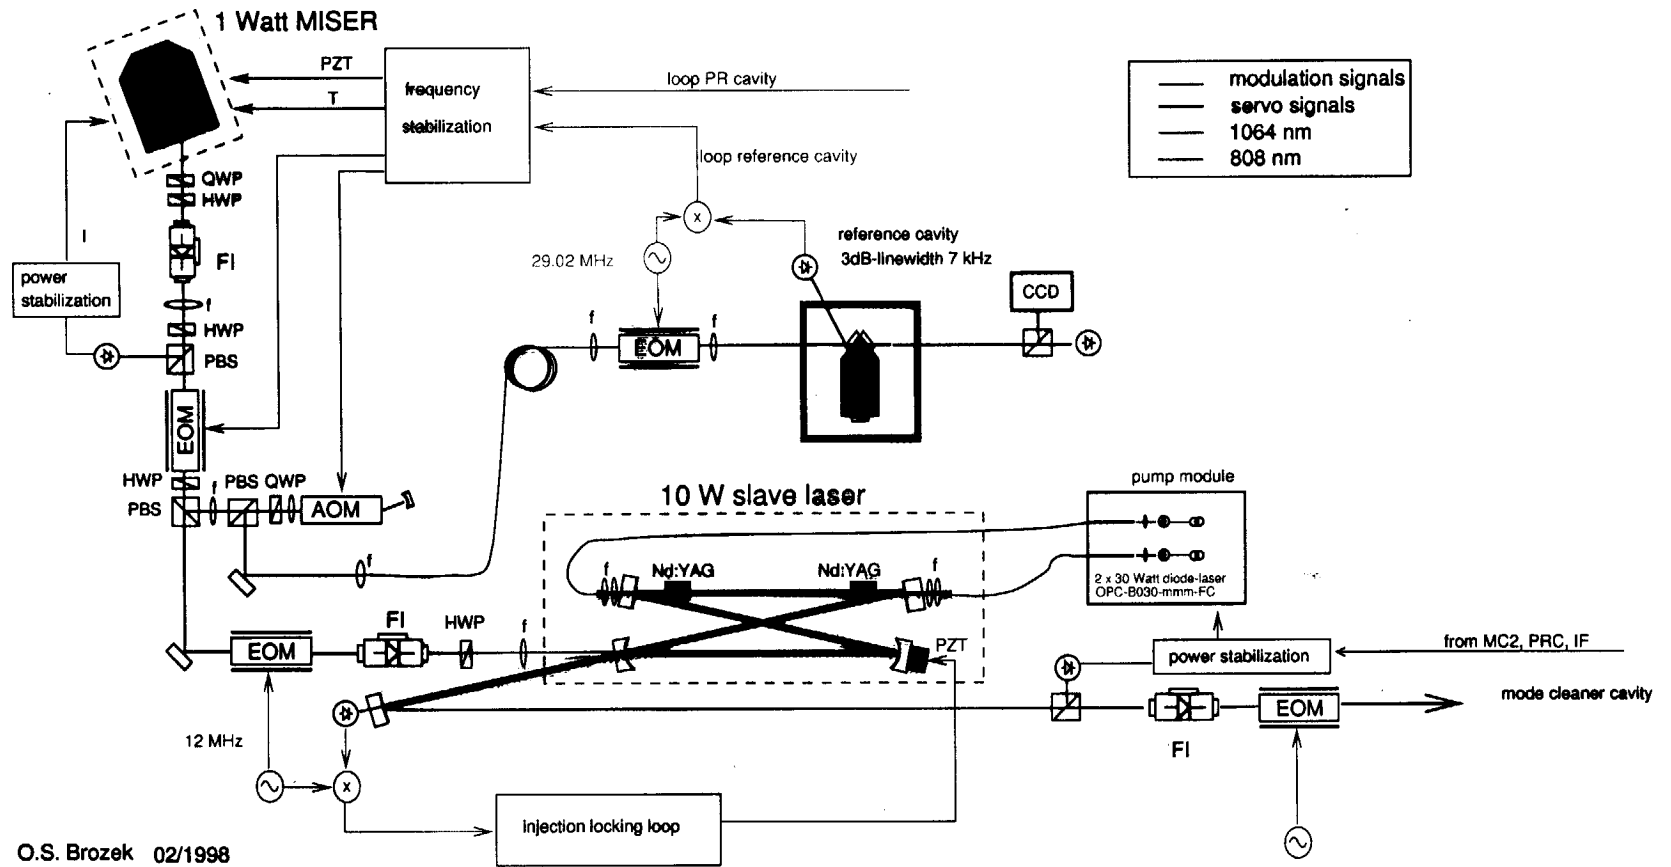 1 Watt MISER
PZT
T
frequency
stabilization
loop PR cavity
loop reference cavity
modulation signals
servo signals
1064 nm
808 nm
QWP
HWP
I
FI
power
stabilization
f
HWP
PBS
x
29.02 MHz
reference cavity
3dB-linewidth 7 kHz
CCD
f
EOM
f
EOM
HWP
PBS
f
PBS
QWP
AOM
f
10 W slave laser
pump module
2 x 30 Watt diode-laser
OPC-B030-mmm-FC
f
Nd:YAG
Nd:YAG
f
FI
HWP
f
EOM
PZT
power stabilization
from MC2, PRC, IF
mode cleaner cavity
EOM
FI
12 MHz
x
injection locking loop
O.S. Brozek 02/1998